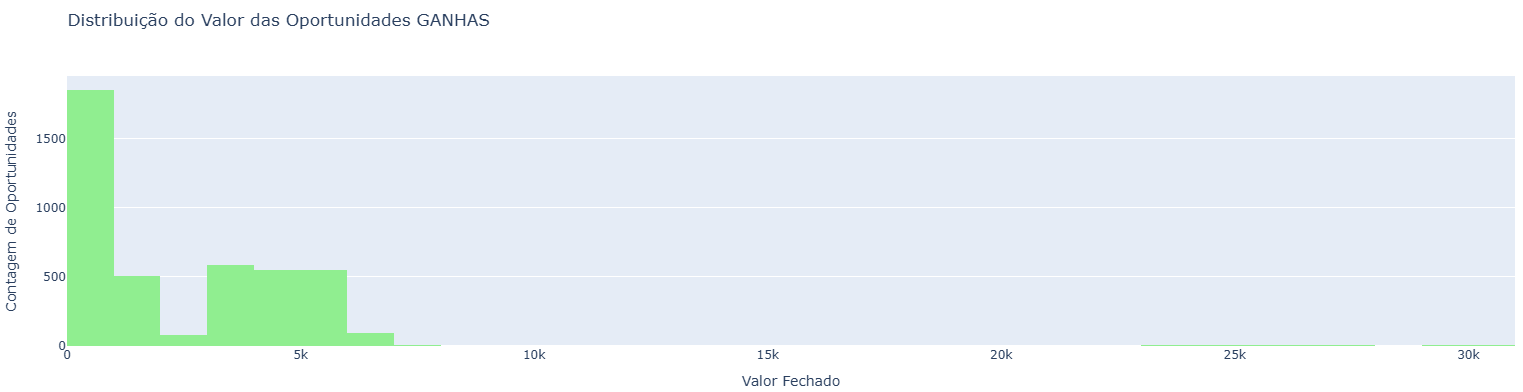 Distribuição do Valor das Oportunidades GANHAS
Contagem de Oportunidades
1500
1000
500
0
0 5k 10k 15k 20k 25k 30k
Valor Fechado